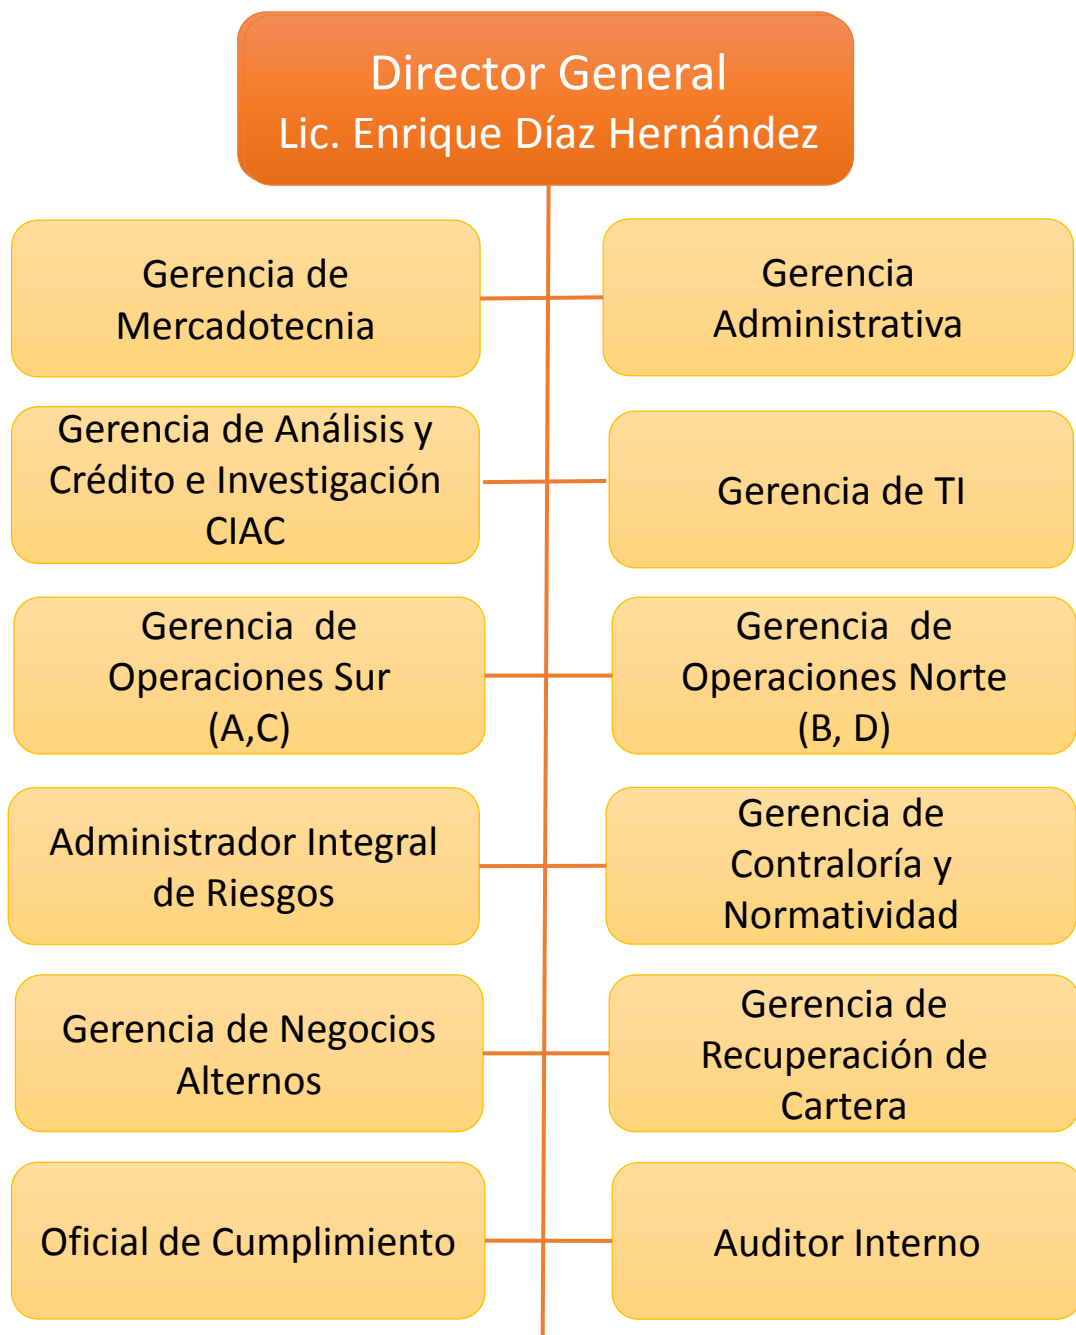 Director General
Lic. Enrique Díaz Hernández
Gerencia de
Mercadotecnia
Gerencia
Administrativa
Gerencia de Análisis y
Crédito e Investigación
CIAC
Gerencia de TI
Gerencia de
Operaciones Sur
(A,C)
Gerencia de
Operaciones Norte
(B, D)
Administrador Integral
de Riesgos
Gerencia de
Contraloría y
Normatividad
Gerencia de Negocios
Alternos
Gerencia de
Recuperación de
Cartera
Oficial de Cumplimiento
Auditor Interno